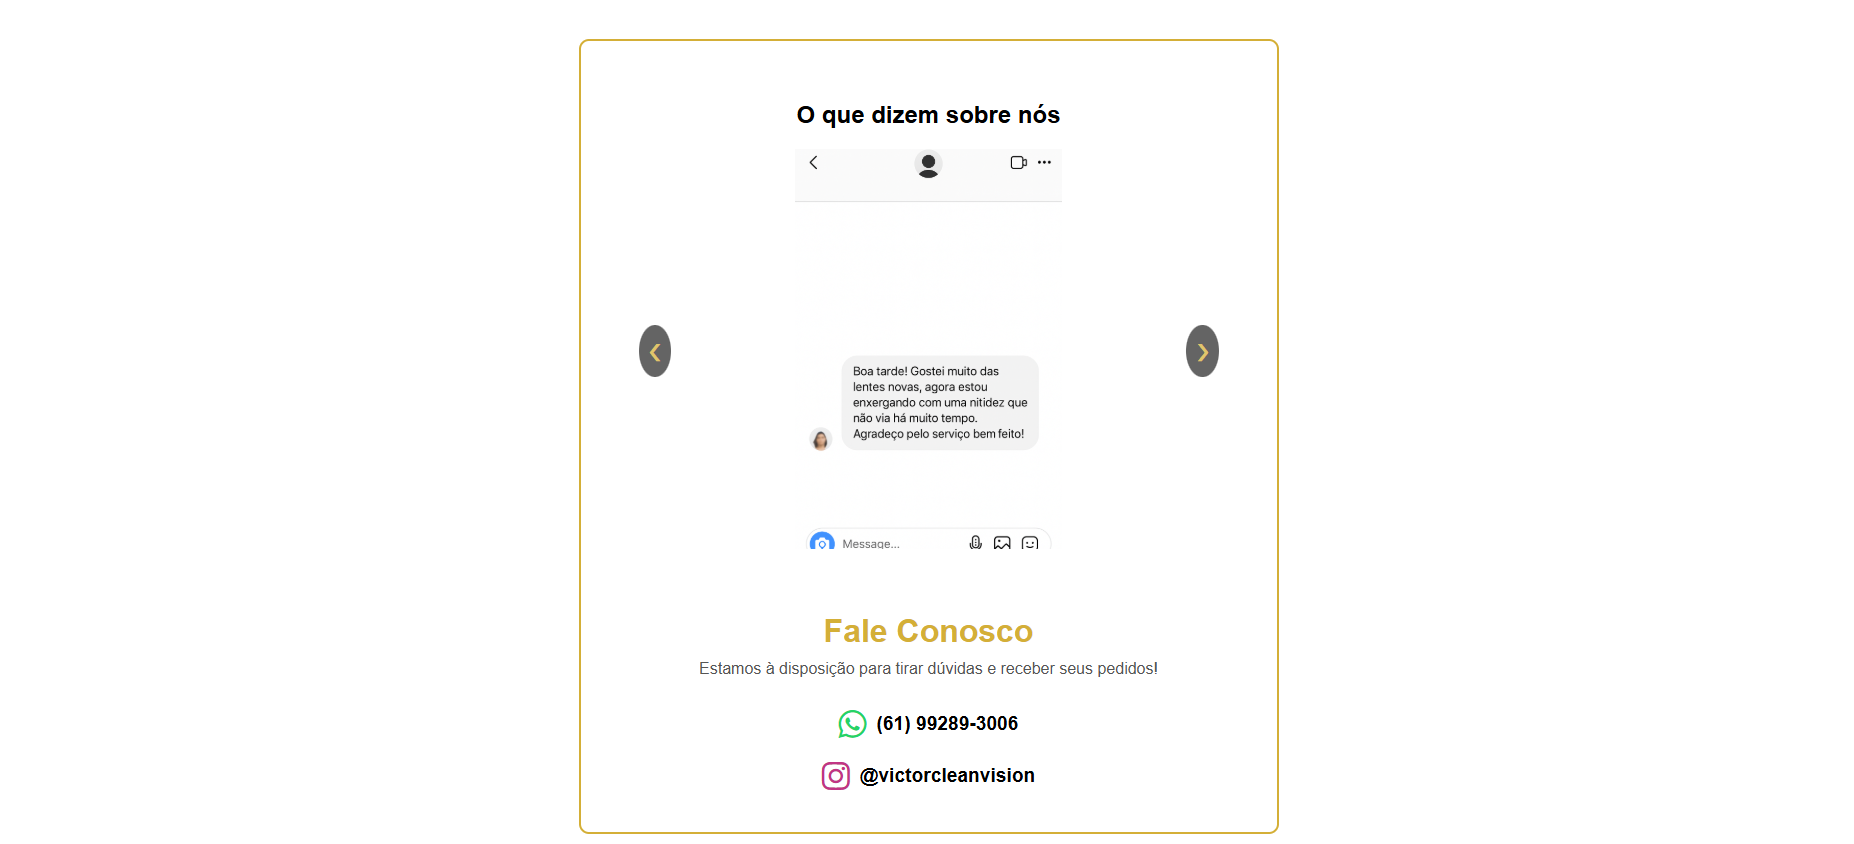 O que dizem sobre nós
Boa tarde! Gostei muito das
lentes novas, agora estou
enxergando com uma nitidez que
não via há muito tempo.
Agradeço pelo serviço bem feito!
Message...
Fale Conosco
Estamos à disposição para tirar dúvidas e receber seus pedidos!
(61) 99289-3006
@victorcleanvision